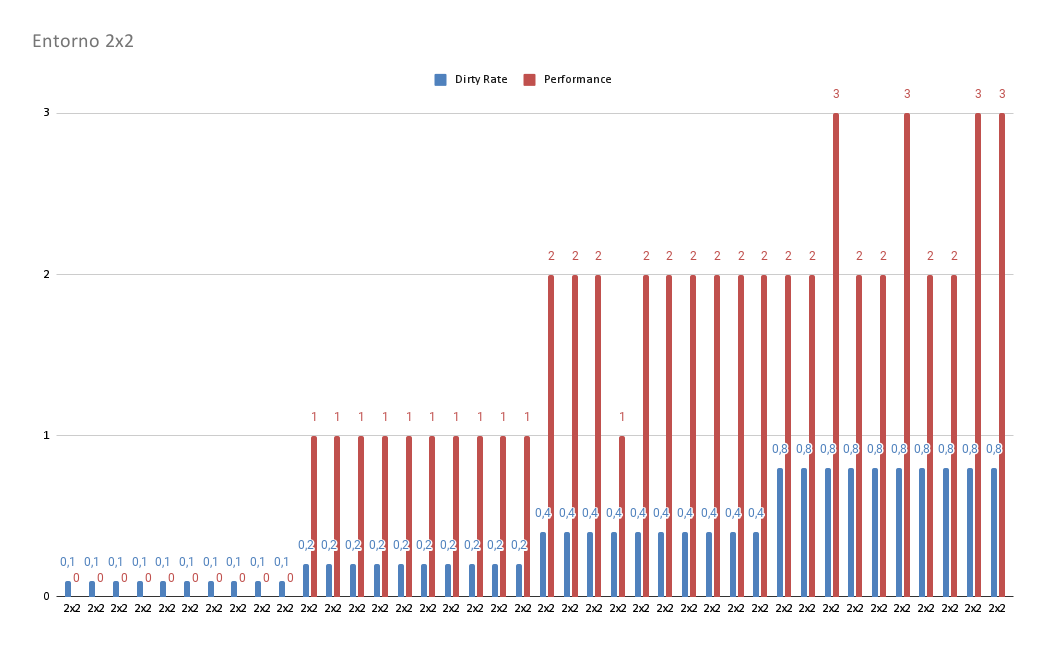 Entorno 2x2
Dirty Rate Performance
3 3 3 3
3
2 2 2 2 2 2 2 2 2 2 2 2 2 2 2
2
1 1 1 1 1 1 1 1 1 1 1
1
0,8 0,8 0,8 0,8 0,8 0,8 0,8 0,8 0,8 0,8
0,4 0,4 0,4 0,4 0,4 0,4 0,4 0,4 0,4 0,4
0,2 0,2 0,2 0,2 0,2 0,2 0,2 0,2 0,2 0,2
0,1 0,1 0,1 0,1 0,1 0,1 0,1 0,1 0,1 0,1
0 0 0 0 0 0 0 0 0 0
0
2x2 2x2 2x2 2x2 2x2 2x2 2x2 2x2 2x2 2x2 2x2 2x2 2x2 2x2 2x2 2x2 2x2 2x2 2x2 2x2 2x2 2x2 2x2 2x2 2x2 2x2 2x2 2x2 2x2 2x2 2x2 2x2 2x2 2x2 2x2 2x2 2x2 2x2 2x2 2x2